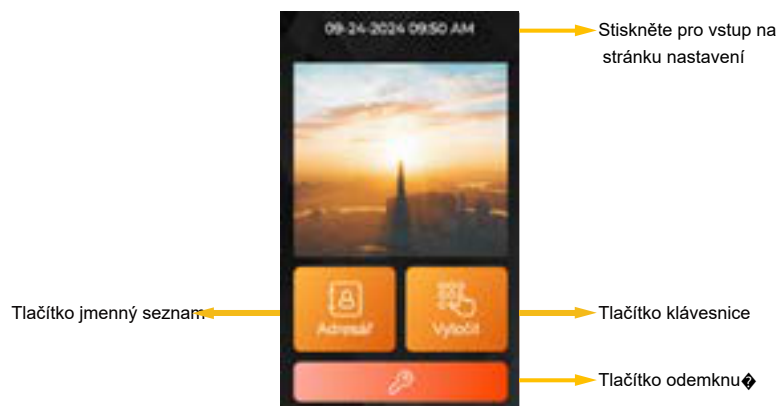 09-24-2024 09:50 AM
Stiskněte pro vstup na
stránku nastavení
Adresář
Vytočit
Tlačítko jmenný seznam
Tlačítko klávesnice
Tlačítko odemknu�